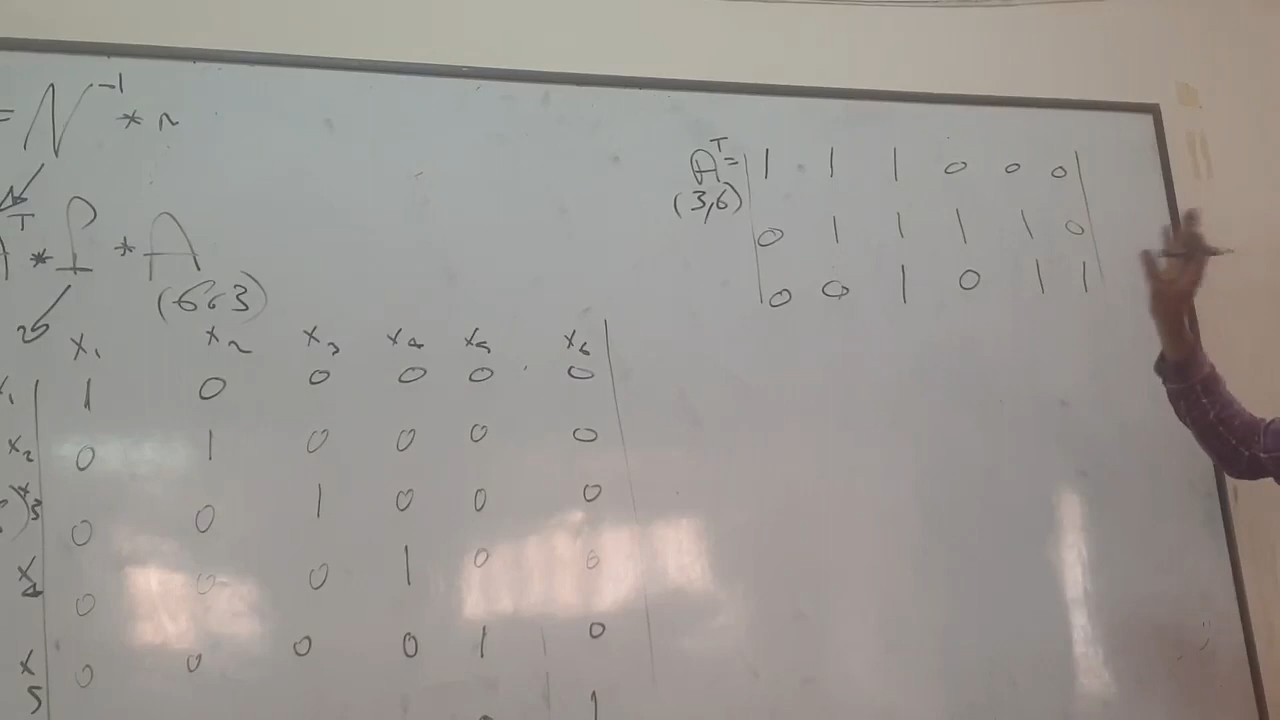 = N⁻¹ * n
Aᵀ * P * A
(6,3)
x₁ x₂ x₃ x₄ x₅ x₆
x₁ 1 0 0 0 0 0
x₂ 0 1 0 0 0 0
x₃ 0 0 1 0 0 0
x₄ 0 0 0 1 0 0
x₅ 0 0 0 0 1 0
1
Aᵀ = 1 1 1 0 0 0
(3,6)
0 1 1 1 1 0
0 0 1 0 1 1